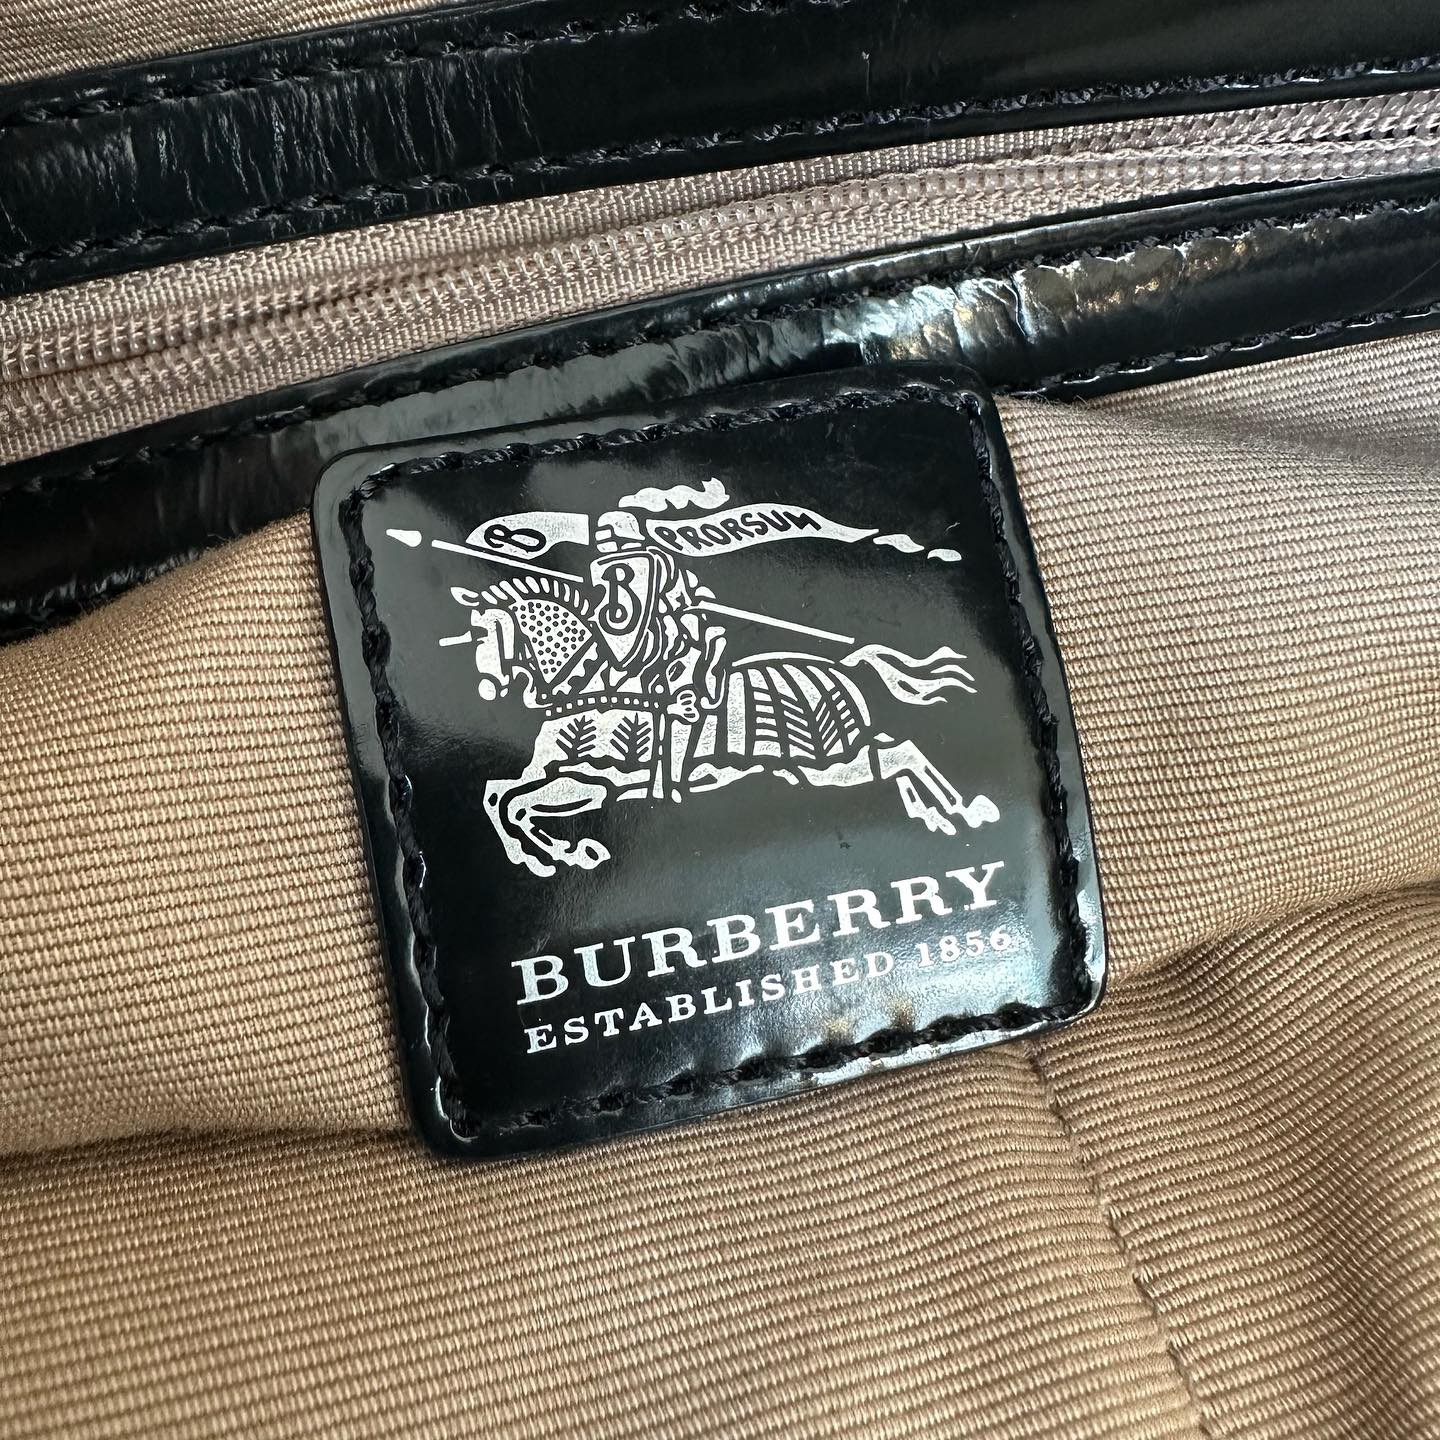 B PRORSUM
B
BURBERRY
ESTABLISHED 1856